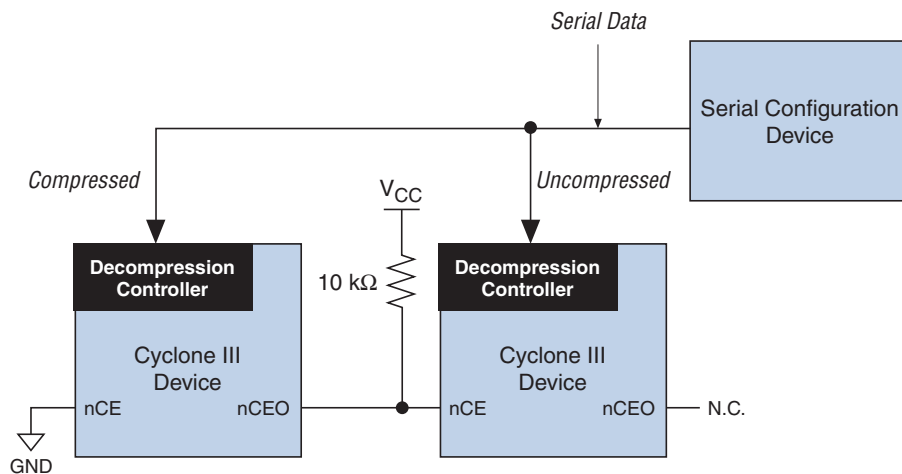 Serial Data
Serial Configuration
Device
Compressed
Uncompressed
VCC
10 kΩ
Decompression
Controller
Cyclone III
Device
nCE
nCEO
GND
Decompression
Controller
Cyclone III
Device
nCE
nCEO
N.C.